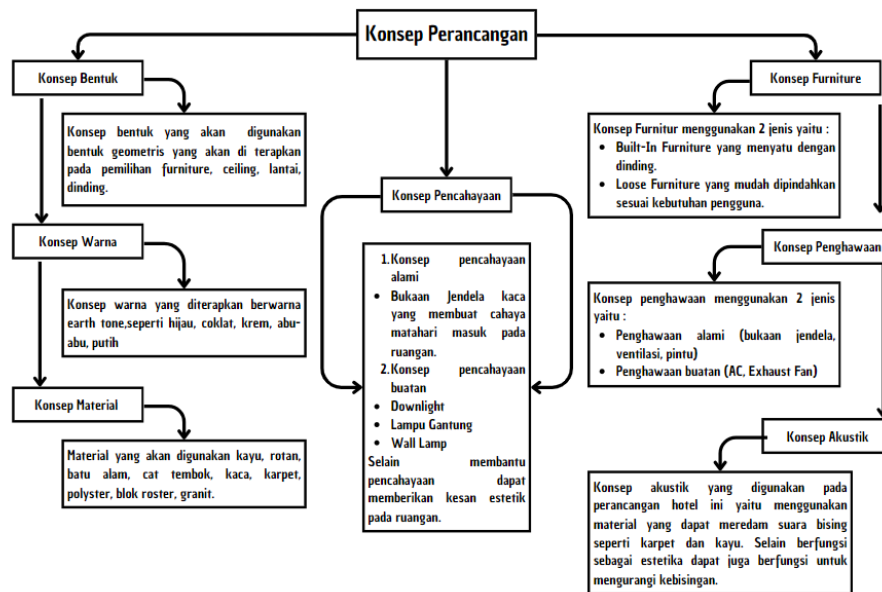 Konsep Perancangan
Konsep Bentuk
Konsep bentuk yang akan digunakan
bentuk geometris yang akan di terapkan
pada pemilihan furniture, ceiling, lantai,
dinding.
Konsep Warna
Konsep warna yang diterapkan berwarna
earth tone,seperti hijau, coklat, krem, abu-
abu, putih
Konsep Material
Material yang akan digunakan kayu, rotan,
batu alam, cat tembok, kaca, karpet,
polyster, blok roster, granit.
Konsep Pencahayaan
1.Konsep pencahayaan
alami
• Bukaan Jendela kaca
yang membuat cahaya
matahari masuk pada
ruangan.
2.Konsep pencahayaan
buatan
• Downlight
• Lampu Gantung
• Wall Lamp
Selain membantu
pencahayaan dapat
memberikan kesan estetik
pada ruangan.
Konsep Furniture
Konsep Furnitur menggunakan 2 jenis yaitu :
• Built-In Furniture yang menyatu dengan
dinding.
• Loose Furniture yang mudah dipindahkan
sesuai kebutuhan pengguna.
Konsep Penghawaan
Konsep penghawaan menggunakan 2 jenis
yaitu :
• Penghawaan alami (bukaan jendela,
ventilasi, pintu)
• Penghawaan buatan (AC, Exhaust Fan)
Konsep Akustik
Konsep akustik yang digunakan pada
perancangan hotel ini yaitu menggunakan
material yang dapat meredam suara bising
seperti karpet dan kayu. Selain berfungsi
sebagai estetika dapat juga berfungsi untuk
mengurangi kebisingan.